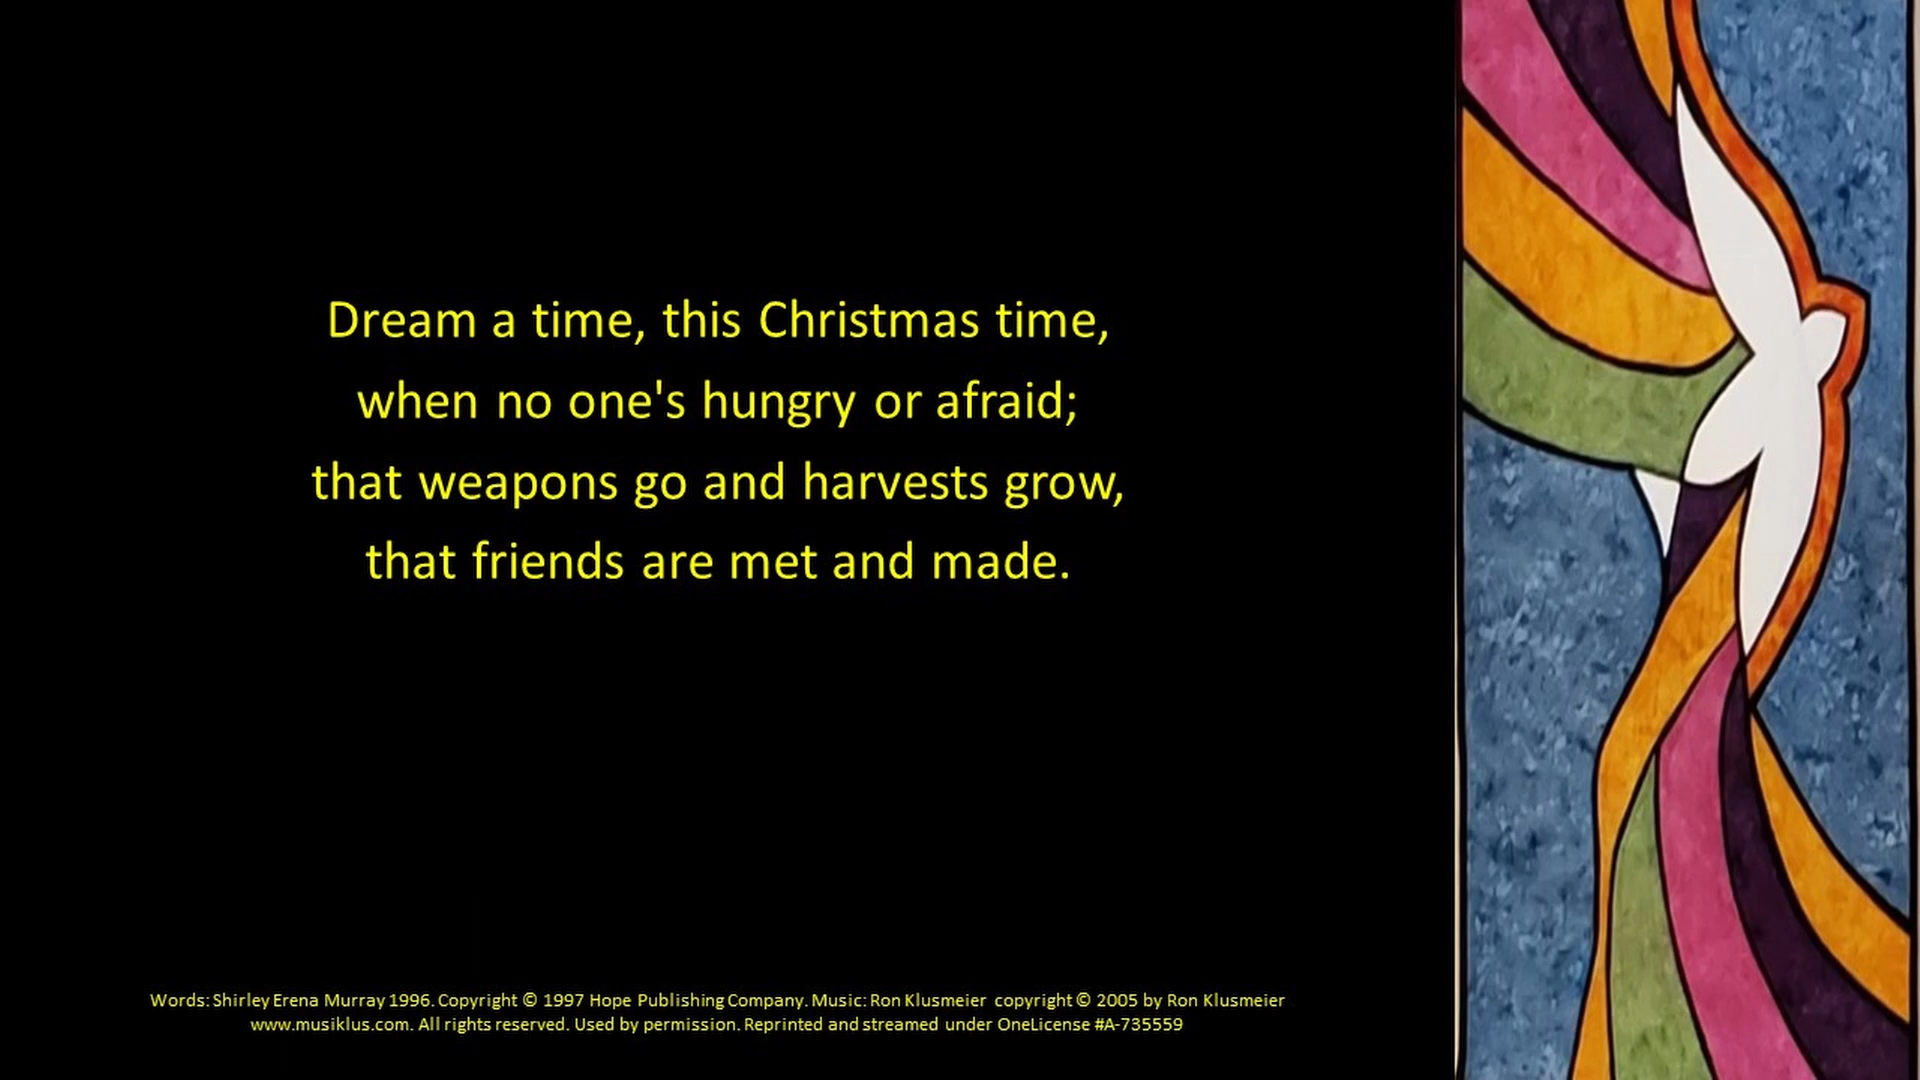 Dream a time, this Christmas time,
when no one's hungry or afraid;
that weapons go and harvests grow,
that friends are met and made.
Words: Shirley Erena Murray 1996. Copyright © 1997 Hope Publishing Company. Music: Ron Klusmeier copyright © 2005 by Ron Klusmeier
www.musiklus.com. All rights reserved. Used by permission. Reprinted and streamed under OneLicense #A-735559